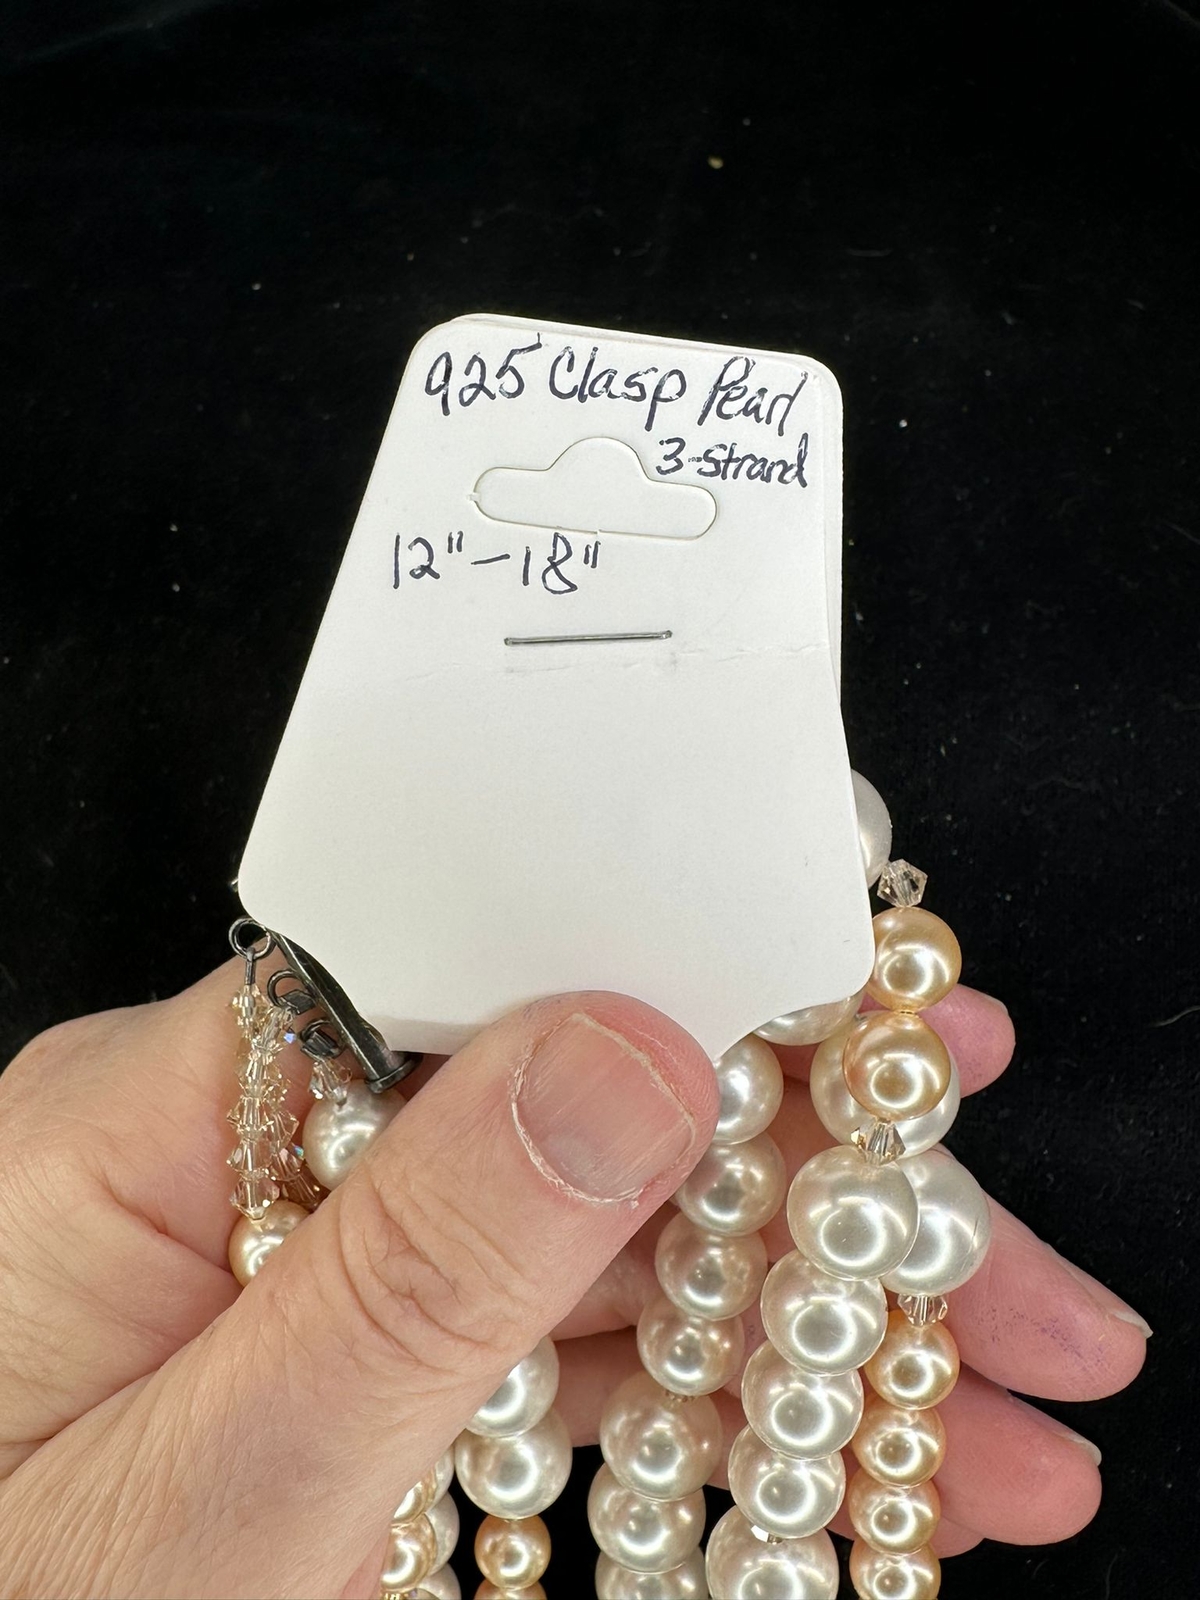 925 Clasp Pearl
3-Strand
12"-18"